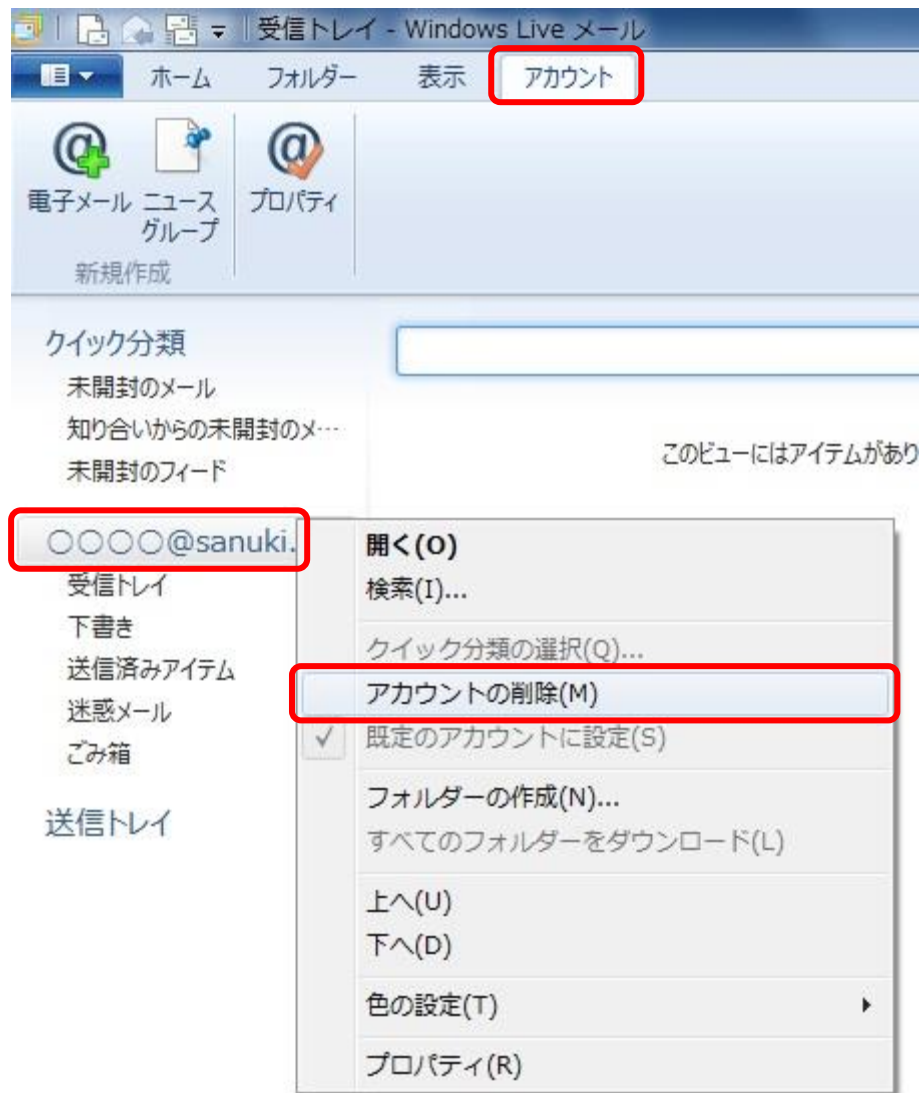 受信トレイ - Windows Live メール
ホーム フォルダー 表示 アカウント
電子メール ニュース グループ プロパティ
新規作成
クイック分類
未開封のメール
知り合いからの未開封のメ…
未開封のフィード
このビューにはアイテムがあり
〇〇〇〇@sanuki.
受信トレイ
下書き
送信済みアイテム
迷惑メール
ごみ箱
送信トレイ
開く(O)
検索(I)...
クイック分類の選択(Q)...
アカウントの削除(M)
既定のアカウントに設定(S)
フォルダーの作成(N)...
すべてのフォルダーをダウンロード(L)
上へ(U)
下へ(D)
色の設定(T)
プロパティ(R)